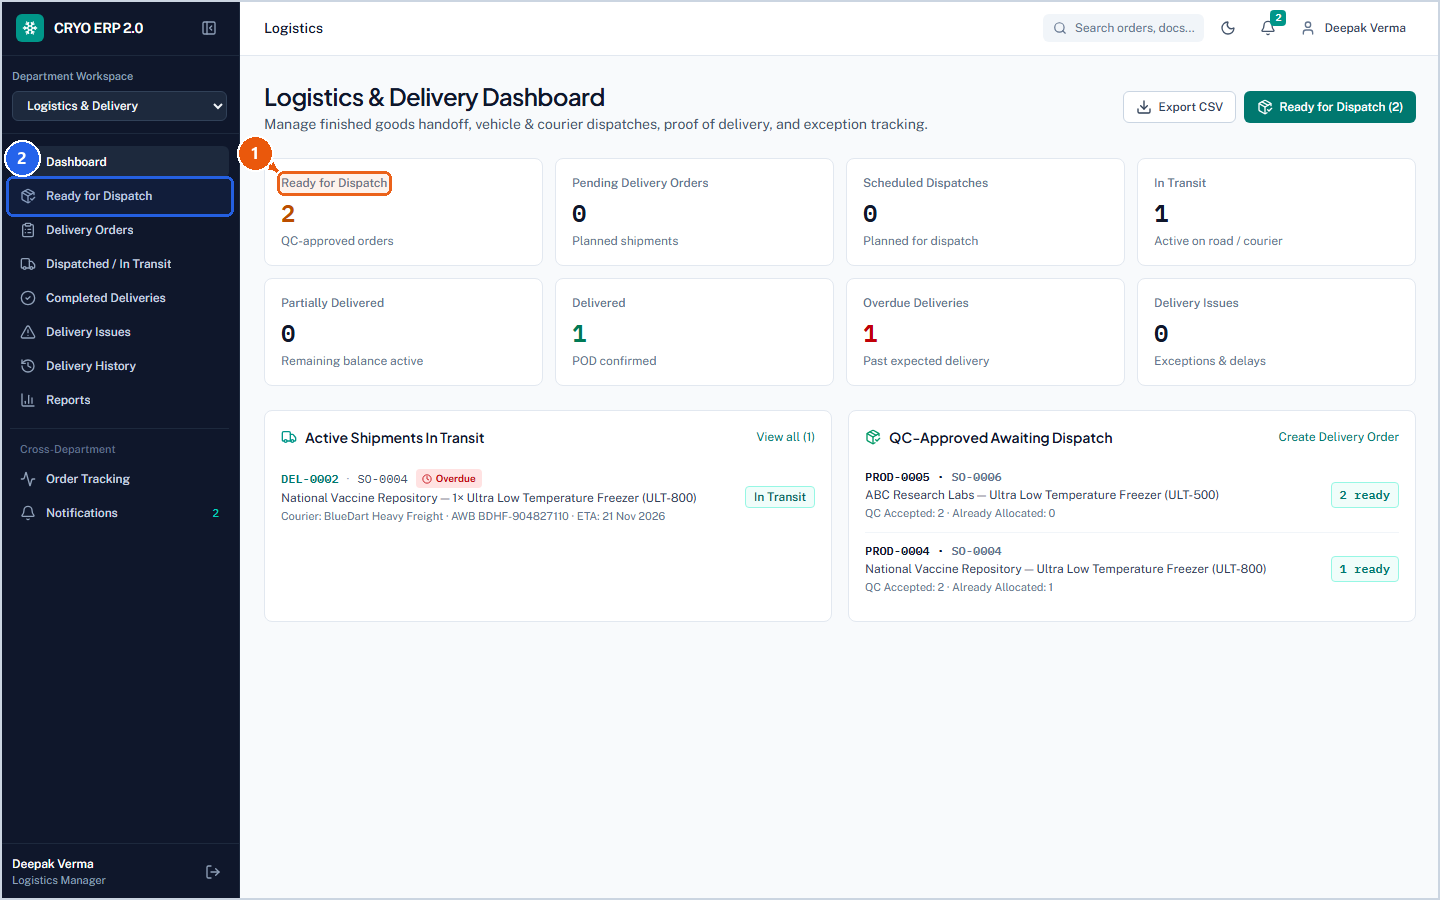 CRYO ERP 2.0
Logistics
Search orders, docs...
2
Deepak Verma
Department Workspace
Logistics & Delivery
2
Dashboard
Ready for Dispatch
Delivery Orders
Dispatched / In Transit
Completed Deliveries
Delivery Issues
Delivery History
Reports
Cross-Department
Order Tracking
Notifications 2
Deepak Verma
Logistics Manager
Logistics & Delivery Dashboard
Manage finished goods handoff, vehicle & courier dispatches, proof of delivery, and exception tracking.
Export CSV
Ready for Dispatch (2)
1
Ready for Dispatch
2
QC-approved orders
Pending Delivery Orders
0
Planned shipments
Scheduled Dispatches
0
Planned for dispatch
In Transit
1
Active on road / courier
Partially Delivered
0
Remaining balance active
Delivered
1
POD confirmed
Overdue Deliveries
1
Past expected delivery
Delivery Issues
0
Exceptions & delays
Active Shipments In Transit
View all (1)
DEL-0002 · SO-0004 Overdue
National Vaccine Repository — 1× Ultra Low Temperature Freezer (ULT-800)
Courier: BlueDart Heavy Freight · AWB BDHF-904827110 · ETA: 21 Nov 2026
In Transit
QC-Approved Awaiting Dispatch
Create Delivery Order
PROD-0005 • SO-0006
ABC Research Labs — Ultra Low Temperature Freezer (ULT-500)
QC Accepted: 2 · Already Allocated: 0
2 ready
PROD-0004 • SO-0004
National Vaccine Repository — Ultra Low Temperature Freezer (ULT-800)
QC Accepted: 2 · Already Allocated: 1
1 ready